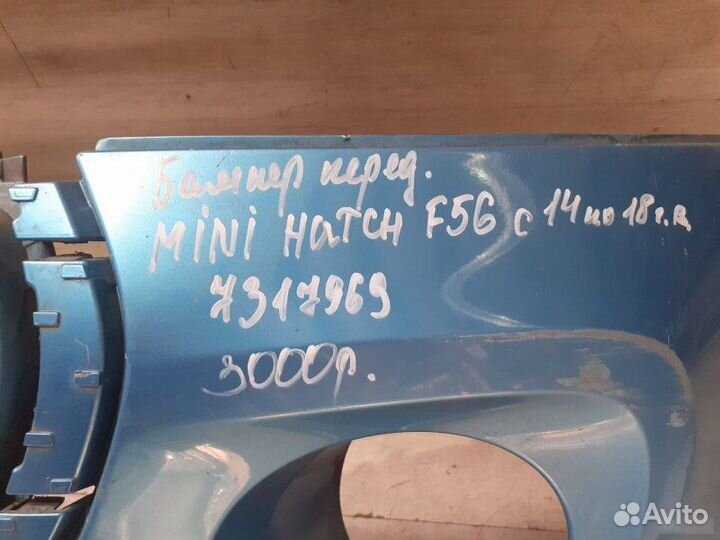 Бампер перед.
MINI HATCH F56 с 14 по 18 г.в.
7317969
3000р.
Avito